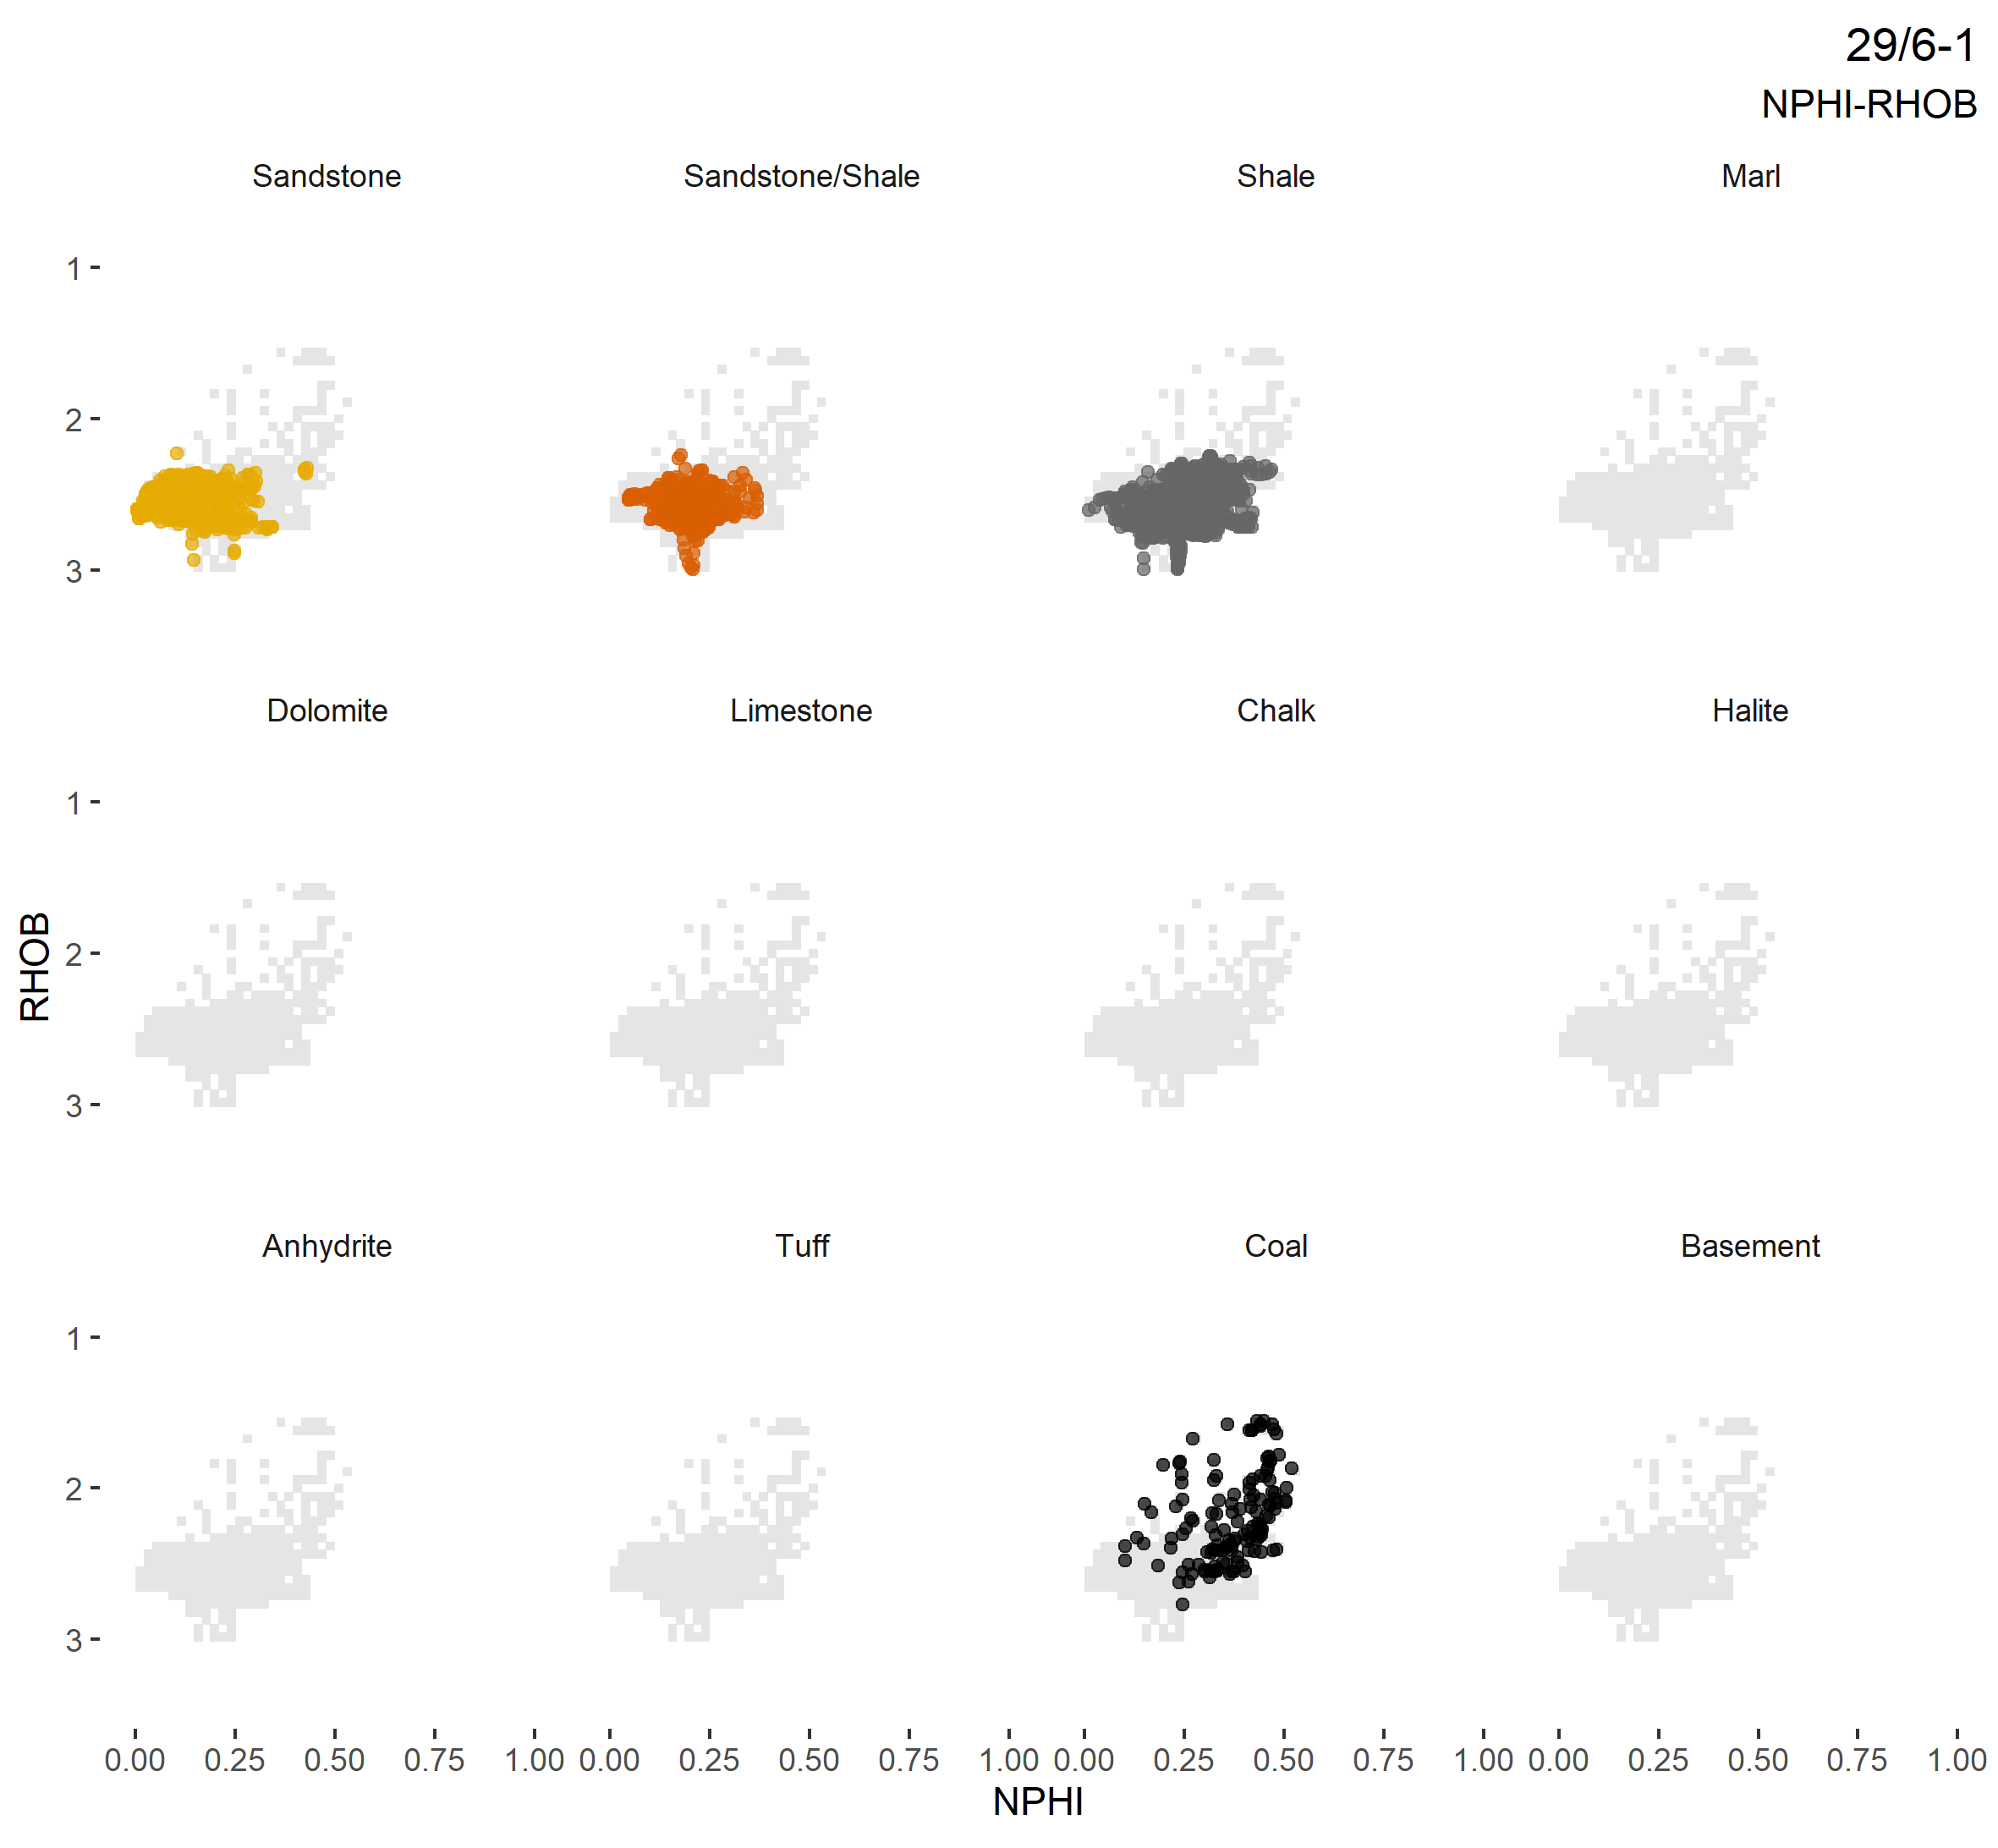 29/6-1
NPHI-RHOB
Sandstone Sandstone/Shale Shale Marl
1
2
3
Dolomite Limestone Chalk Halite
1
2
3
RHOB
Anhydrite Tuff Coal Basement
1
2
3
0.00 0.25 0.50 0.75 1.00 0.00 0.25 0.50 0.75 1.00 0.00 0.25 0.50 0.75 1.00 0.00 0.25 0.50 0.75 1.00
NPHI